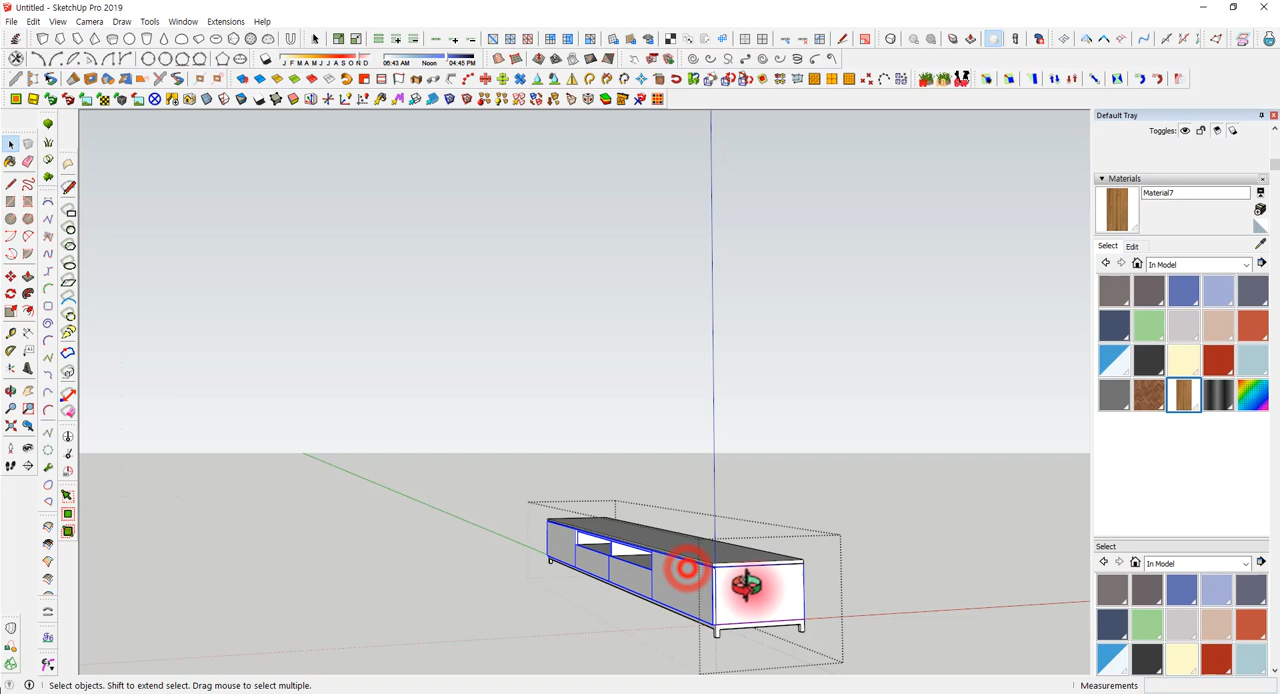 Untitled - SketchUp Pro 2019
File Edit View Camera Draw Tools Window Extensions Help
J F M A M J J A S O N D
06:43 AM Noon 04:45 PM
Default Tray
Toggles:
Materials
Material7
Select Edit
In Model
Select
In Model
Select objects. Shift to extend select. Drag mouse to select multiple.
Measurements